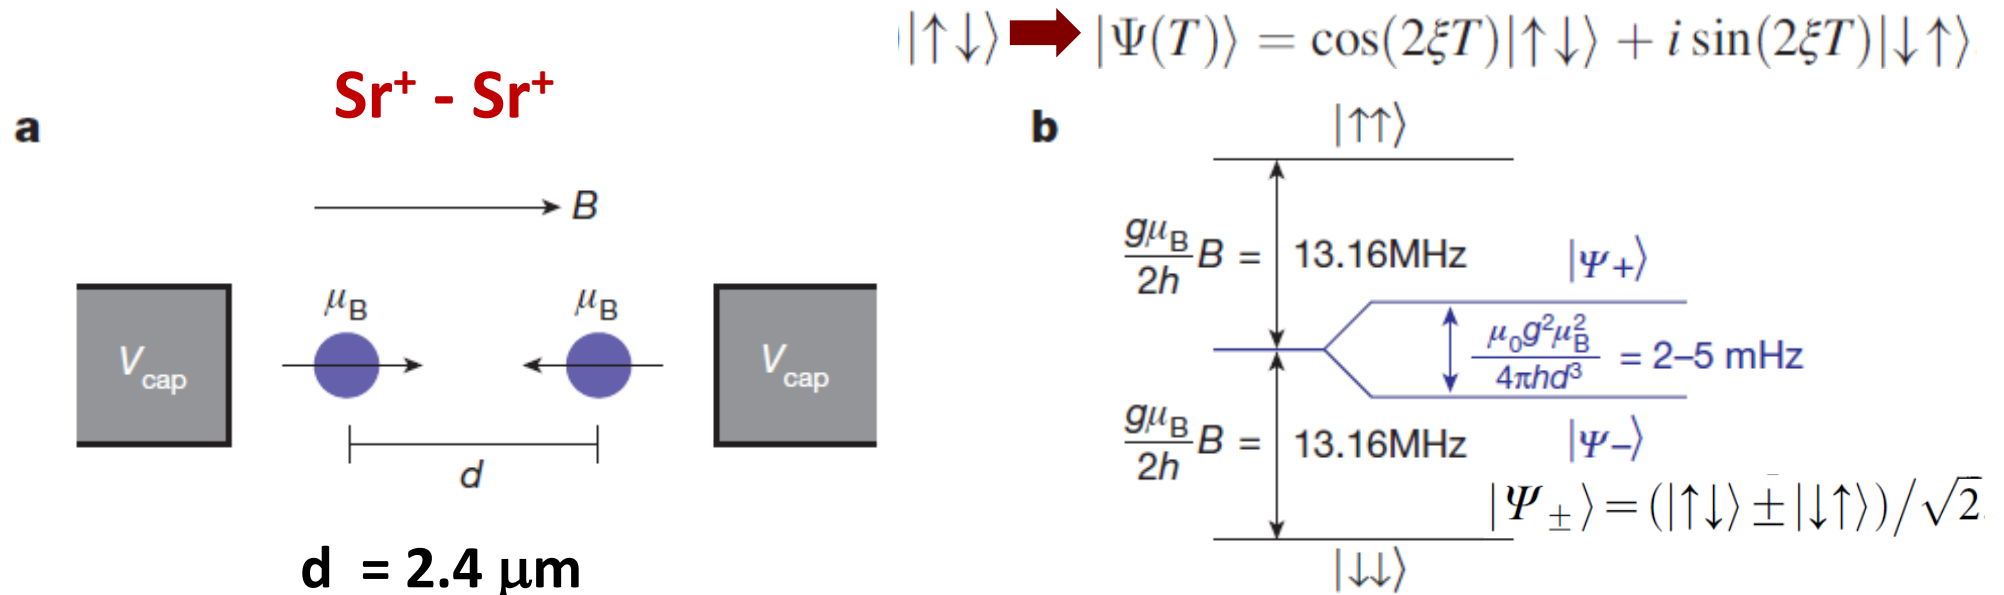 |↑↓⟩ |Ψ(T)⟩ = cos(2ξT)|↑↓⟩ + i sin(2ξT)|↓↑⟩
Sr⁺ - Sr⁺
a
B
μ_B μ_B
V_cap V_cap
d
d = 2.4 μm
b
|↑↑⟩
gμ_B/2h B = 13.16MHz
|Ψ+⟩
μ₀g²μ_B²/4πhd³ = 2–5 mHz
gμ_B/2h B = 13.16MHz
|Ψ–⟩
|Ψ±⟩ = (|↑↓⟩ ± |↓↑⟩)/√2
|↓↓⟩